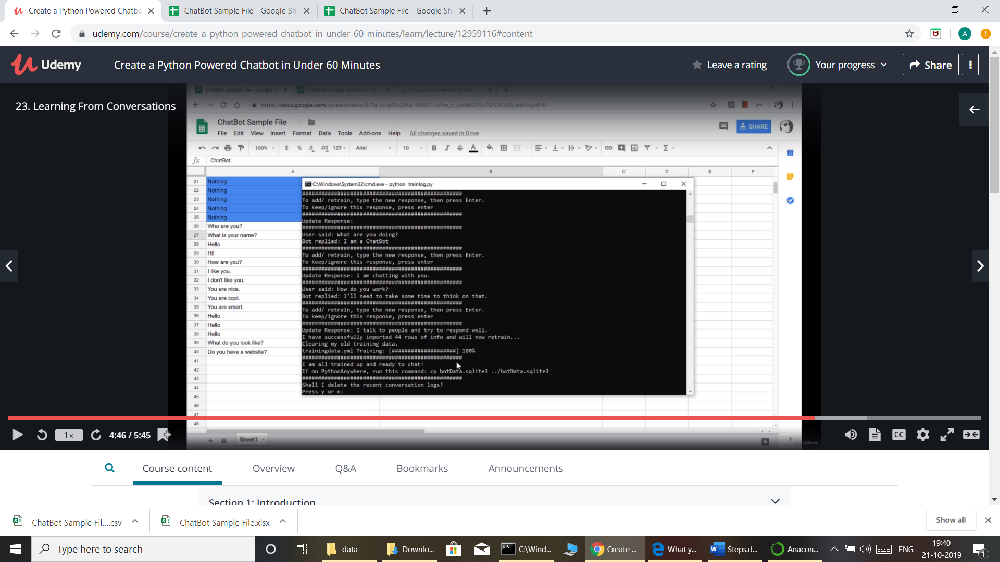 Create a Python Powered Chatbo
ChatBot Sample File - Google She
ChatBot Sample File - Google She
udemy.com/course/create-a-python-powered-chatbot-in-under-60-minutes/learn/lecture/12959116#content
A
Udemy
Create a Python Powered Chatbot in Under 60 Minutes
Leave a rating
Your progress
Share
23. Learning From Conversations
ChatBot Sample File - Google Sh
Chatbot Sample Questions - Go
Chappie the Friendly Robot
ChatBot Sample File
File Edit View Insert Format Data Tools Add-ons Help All changes saved in Drive
SHARE
100% $ % .0 .00 123 Arial 10 B I S A
fx ChatBot.
A B C D E F
21 Nothing
22 Nothing
23 Nothing
24 Nothing
25 Nothing
26 Who are you?
27 What is your name?
28 Hello
29 Hi!
30 How are you?
31 I like you.
32 I don't like you.
33 You are nice.
34 You are cool.
35 You are smart.
36 Hello
37 Hello
38 Hello
39 What do you look like?
40 Do you have a website?
41
42
43
44
45
46
47
48
C:\Windows\System32\cmd.exe - python trainlog.py
##################################################
To add/ retrain, type the new response, then press Enter.
To keep/ignore this response, press enter
##################################################
Update Response:
##################################################
User said: What are you doing?
Bot replied: I am a ChatBot
##################################################
To add/ retrain, type the new response, then press Enter.
To keep/ignore this response, press enter
##################################################
Update Response: I am chatting with you.
##################################################
User said: How do you work?
Bot replied: I'll need to take some time to think on that.
##################################################
To add/ retrain, type the new response, then press Enter.
To keep/ignore this response, press enter
##################################################
Update Response: I talk to people and try to respond well.
I have successfully imported 44 rows of info and will now retrain...
Clearing my old training data.
trainingdata.yml Training: [####################] 100%
##################################################
I am all trained up and ready to chat!
If on PythonAnywhere, run this command: cp botData.sqlite3 ../botData.sqlite3
##################################################
Shall I delete the recent conversation logs?
Press y or n:
Sheet1
Udemy
1×
4:46 / 5:45
CC
Course content
Overview
Q&A
Bookmarks
Announcements
Section 1: Introduction
ChatBot Sample Fil....csv
ChatBot Sample File.xlsx
Show all
Type here to search
data
Downlo...
C:\Wind...
Create ...
What y...
Steps.d...
Anacon...
ENG
19:40
21-10-2019
1